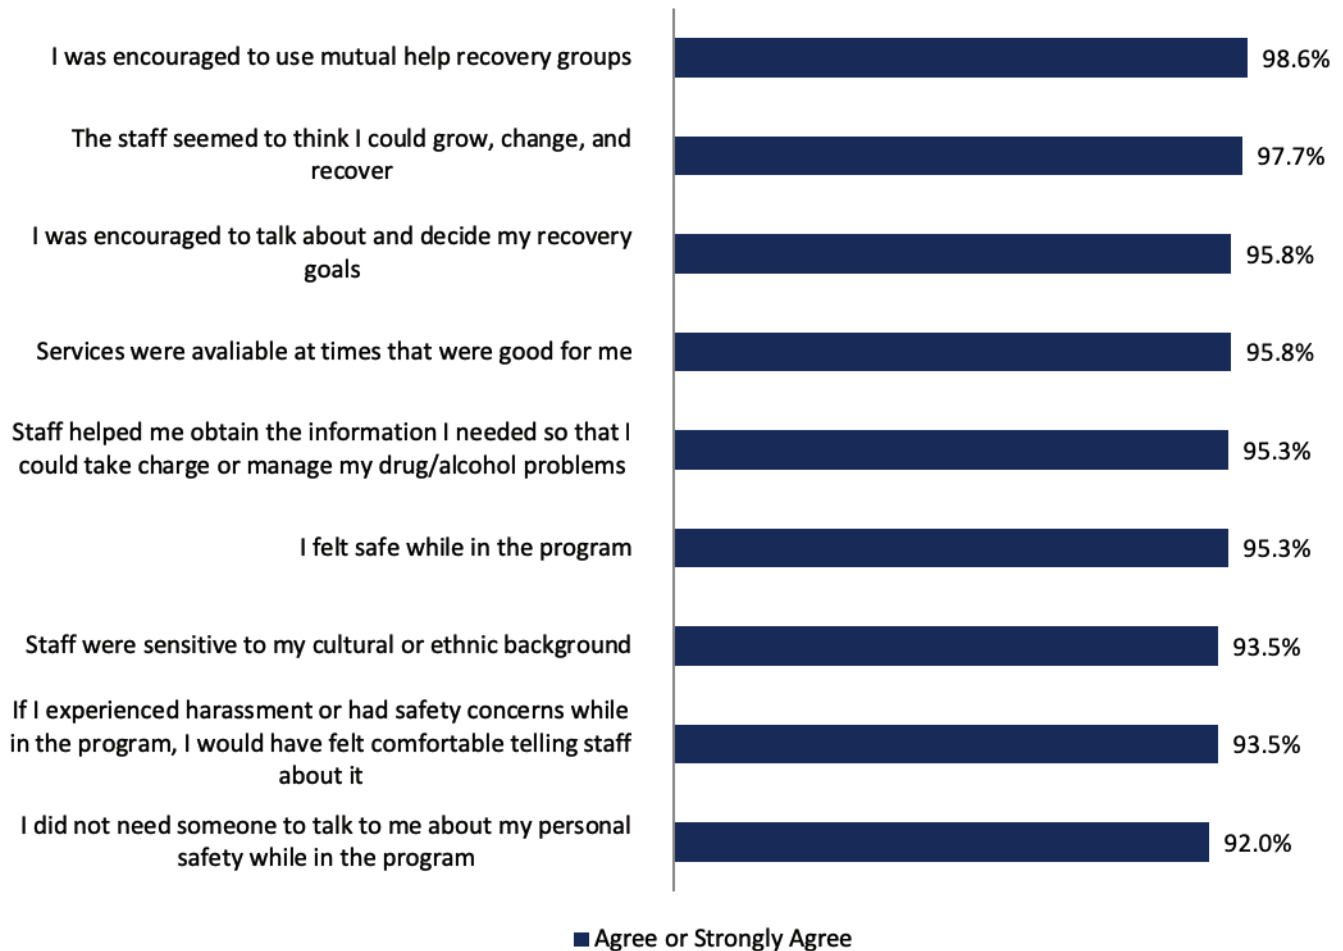 I was encouraged to use mutual help recovery groups
98.6%
The staff seemed to think I could grow, change, and
recover
97.7%
I was encouraged to talk about and decide my recovery
goals
95.8%
Services were avaliable at times that were good for me
95.8%
Staff helped me obtain the information I needed so that I
could take charge or manage my drug/alcohol problems
95.3%
I felt safe while in the program
95.3%
Staff were sensitive to my cultural or ethnic background
93.5%
If I experienced harassment or had safety concerns while
in the program, I would have felt comfortable telling staff
about it
93.5%
I did not need someone to talk to me about my personal
safety while in the program
92.0%
Agree or Strongly Agree